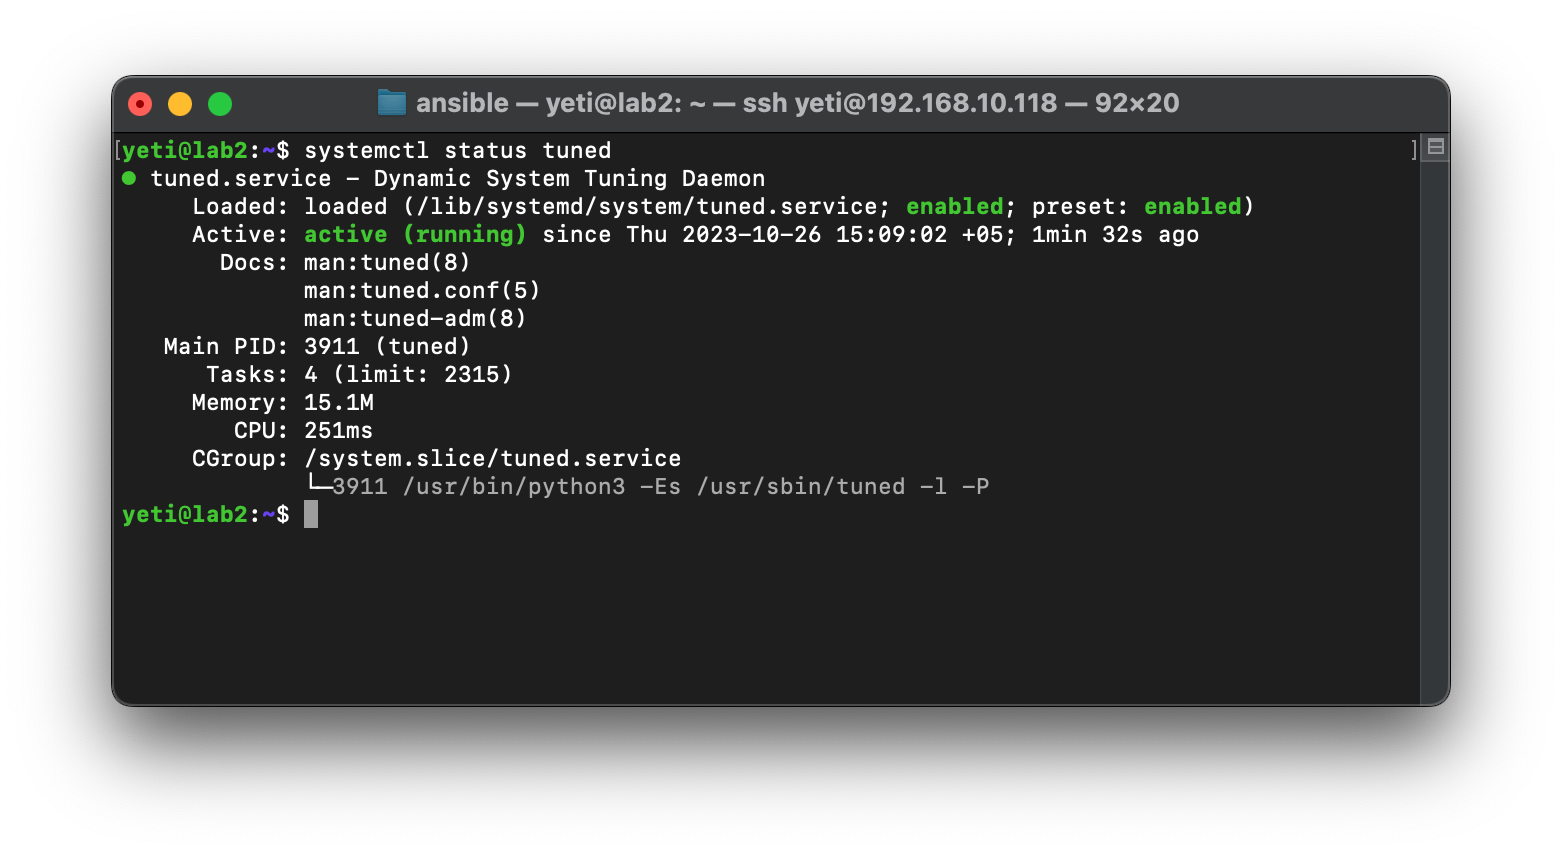 ansible — yeti@lab2: ~ — ssh yeti@192.168.10.118 — 92×20
[yeti@lab2:~$ systemctl status tuned ]
● tuned.service - Dynamic System Tuning Daemon
Loaded: loaded (/lib/systemd/system/tuned.service; enabled; preset: enabled)
Active: active (running) since Thu 2023-10-26 15:09:02 +05; 1min 32s ago
Docs: man:tuned(8)
man:tuned.conf(5)
man:tuned-adm(8)
Main PID: 3911 (tuned)
Tasks: 4 (limit: 2315)
Memory: 15.1M
CPU: 251ms
CGroup: /system.slice/tuned.service
└─3911 /usr/bin/python3 -Es /usr/sbin/tuned -l -P
yeti@lab2:~$